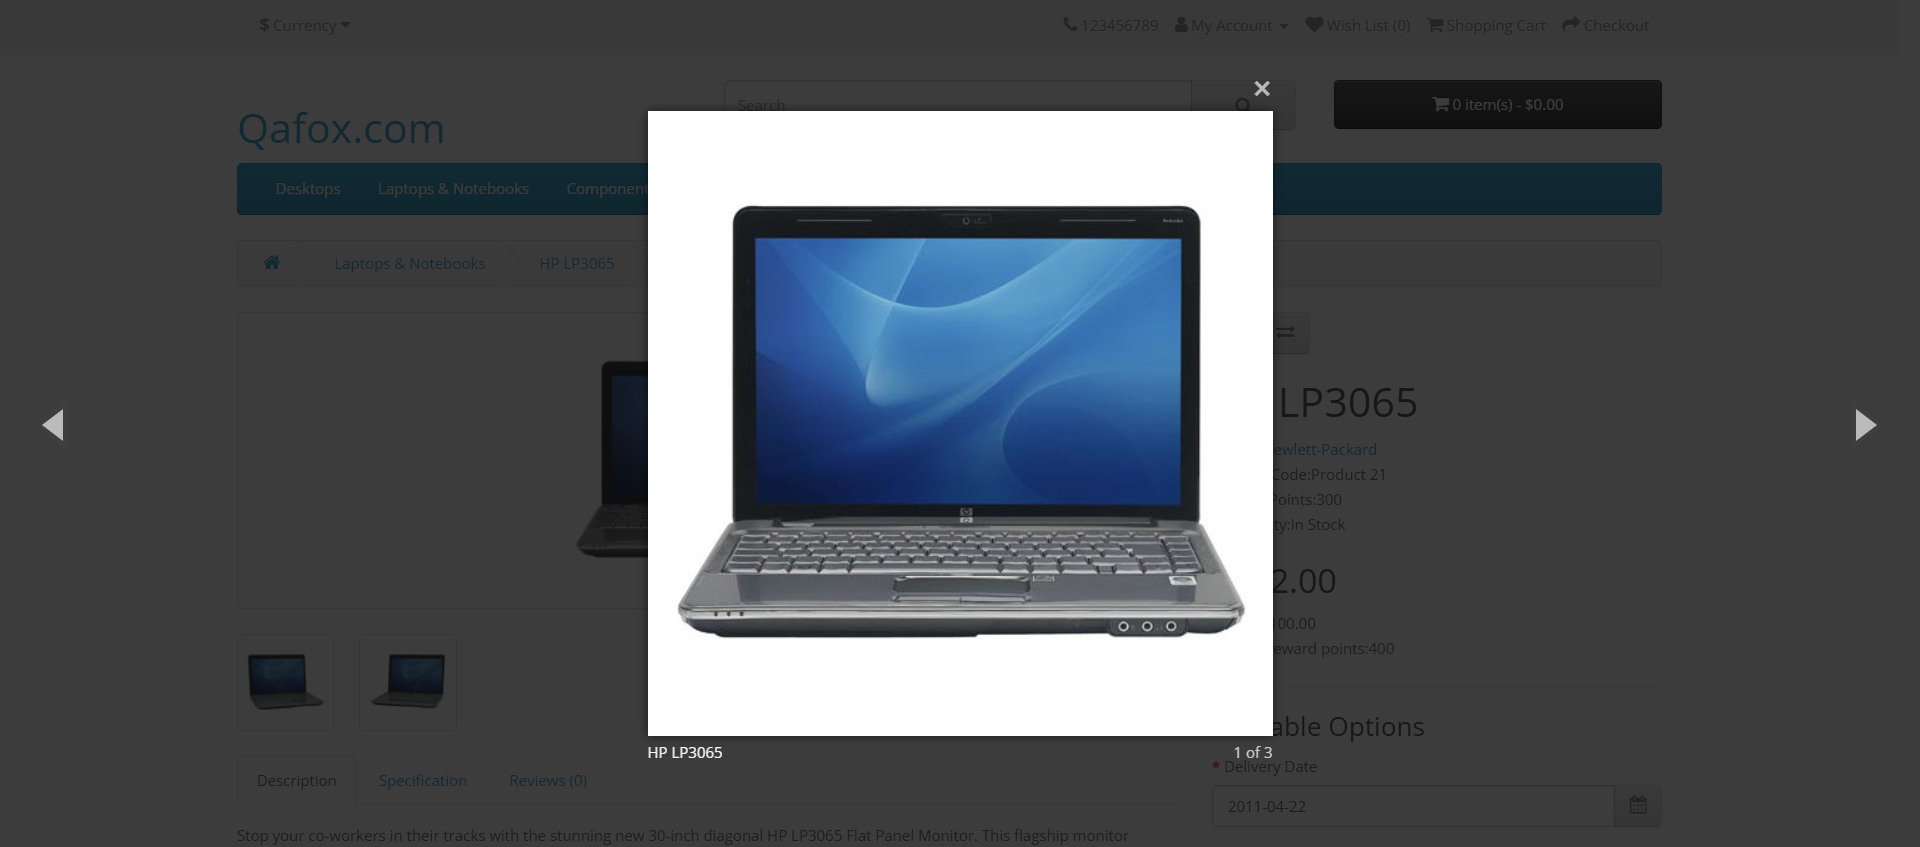 $ Currency
123456789 My Account Wish List (0) Shopping Cart Checkout
Search
0 item(s) - $0.00
Qafox.com
Desktops Laptops & Notebooks Component
Laptops & Notebooks HP LP3065
LP3065
ewlett-Packard
Code:Product 21
Points:300
ty:In Stock
2.00
100.00
eward points:400
HP LP3065 1 of 3
able Options
* Delivery Date
2011-04-22
Description Specification Reviews (0)
Stop your co-workers in their tracks with the stunning new 30-inch diagonal HP LP3065 Flat Panel Monitor. This flagship monitor